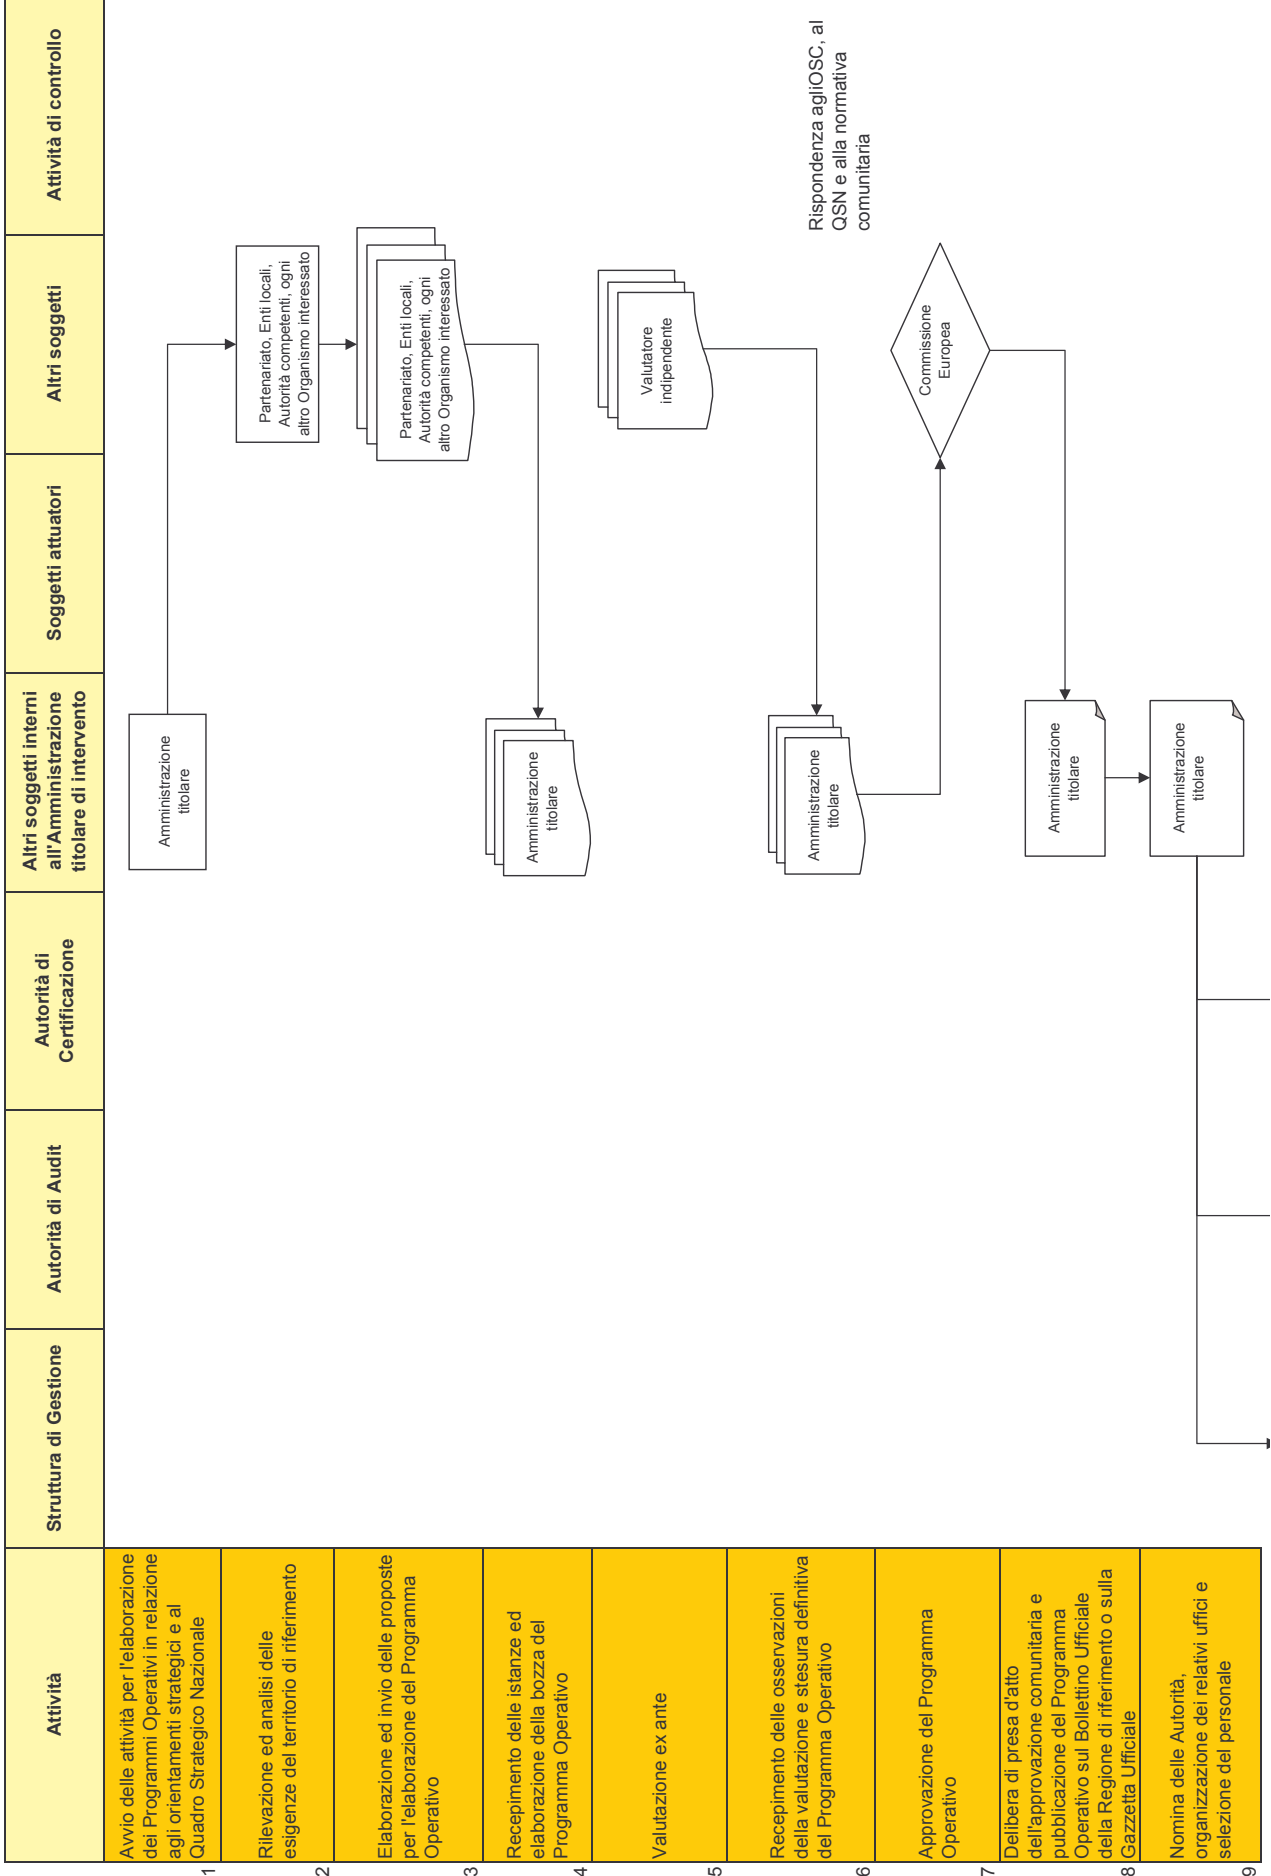 Attività
Struttura di Gestione
Autorità di Audit
Autorità di
Certificazione
Altri soggetti interni
all'Amministrazione
titolare di intervento
Soggetti attuatori
Altri soggetti
Attività di controllo
1
Avvio delle attività per l'elaborazione
dei Programmi Operativi in relazione
agli orientamenti strategici e al
Quadro Strategico Nazionale
Amministrazione
titolare
2
Rilevazione ed analisi delle
esigenze del territorio di riferimento
Partenariato, Enti locali,
Autorità competenti, ogni
altro Organismo interessato
3
Elaborazione ed invio delle proposte
per l'elaborazione del Programma
Operativo
Partenariato, Enti locali,
Autorità competenti, ogni
altro Organismo interessato
4
Recepimento delle istanze ed
elaborazione della bozza del
Programma Operativo
Amministrazione
titolare
5
Valutazione ex ante
Valutatore
indipendente
6
Recepimento delle osservazioni
della valutazione e stesura definitiva
del Programma Operativo
Amministrazione
titolare
7
Approvazione del Programma
Operativo
Commissione
Europea
Rispondenza agliOSC, al
QSN e alla normativa
comunitaria
8
Delibera di presa d'atto
dell'approvazione comunitaria e
pubblicazione del Programma
Operativo sul Bollettino Ufficiale
della Regione di riferimento o sulla
Gazzetta Ufficiale
Amministrazione
titolare
9
Nomina delle Autorità,
organizzazione dei relativi uffici e
selezione del personale
Amministrazione
titolare